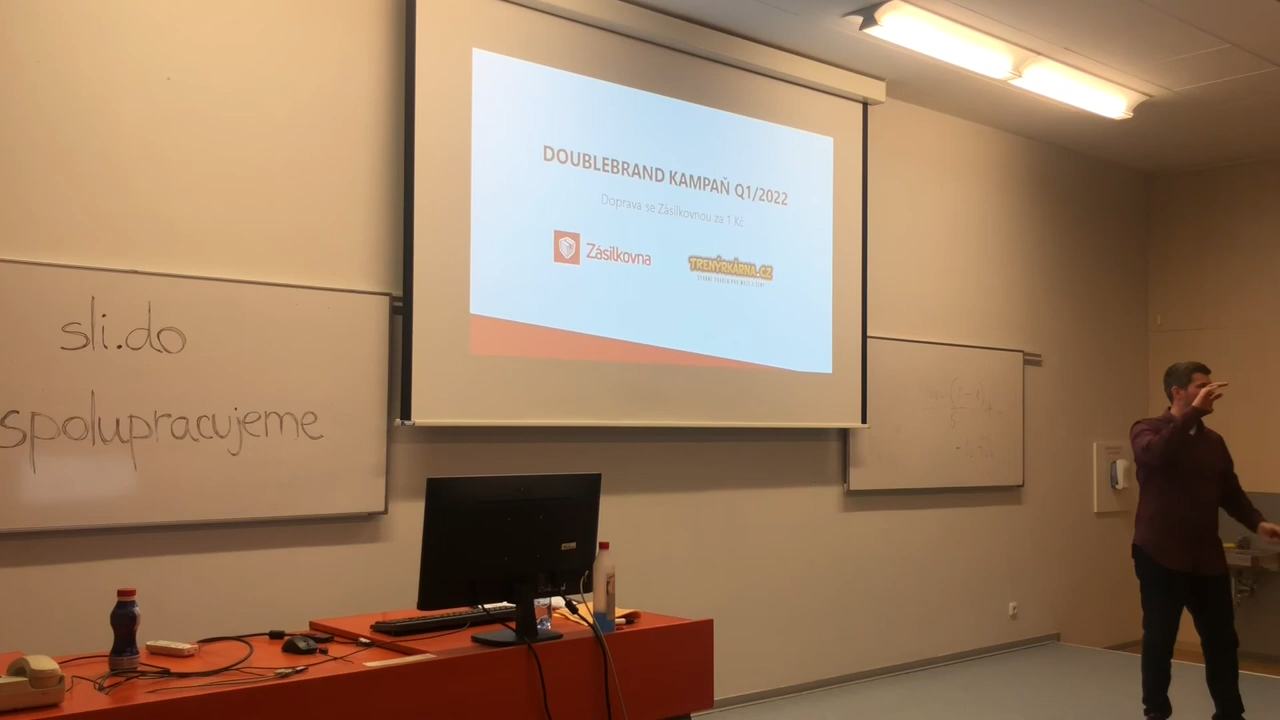 sli.do
spolupracujeme
DOUBLEBRAND KAMPAŇ Q1/2022
Doprava se Zásilkovnou za 1 Kč
Zásilkovna
TRENÝRKÁRNA.CZ